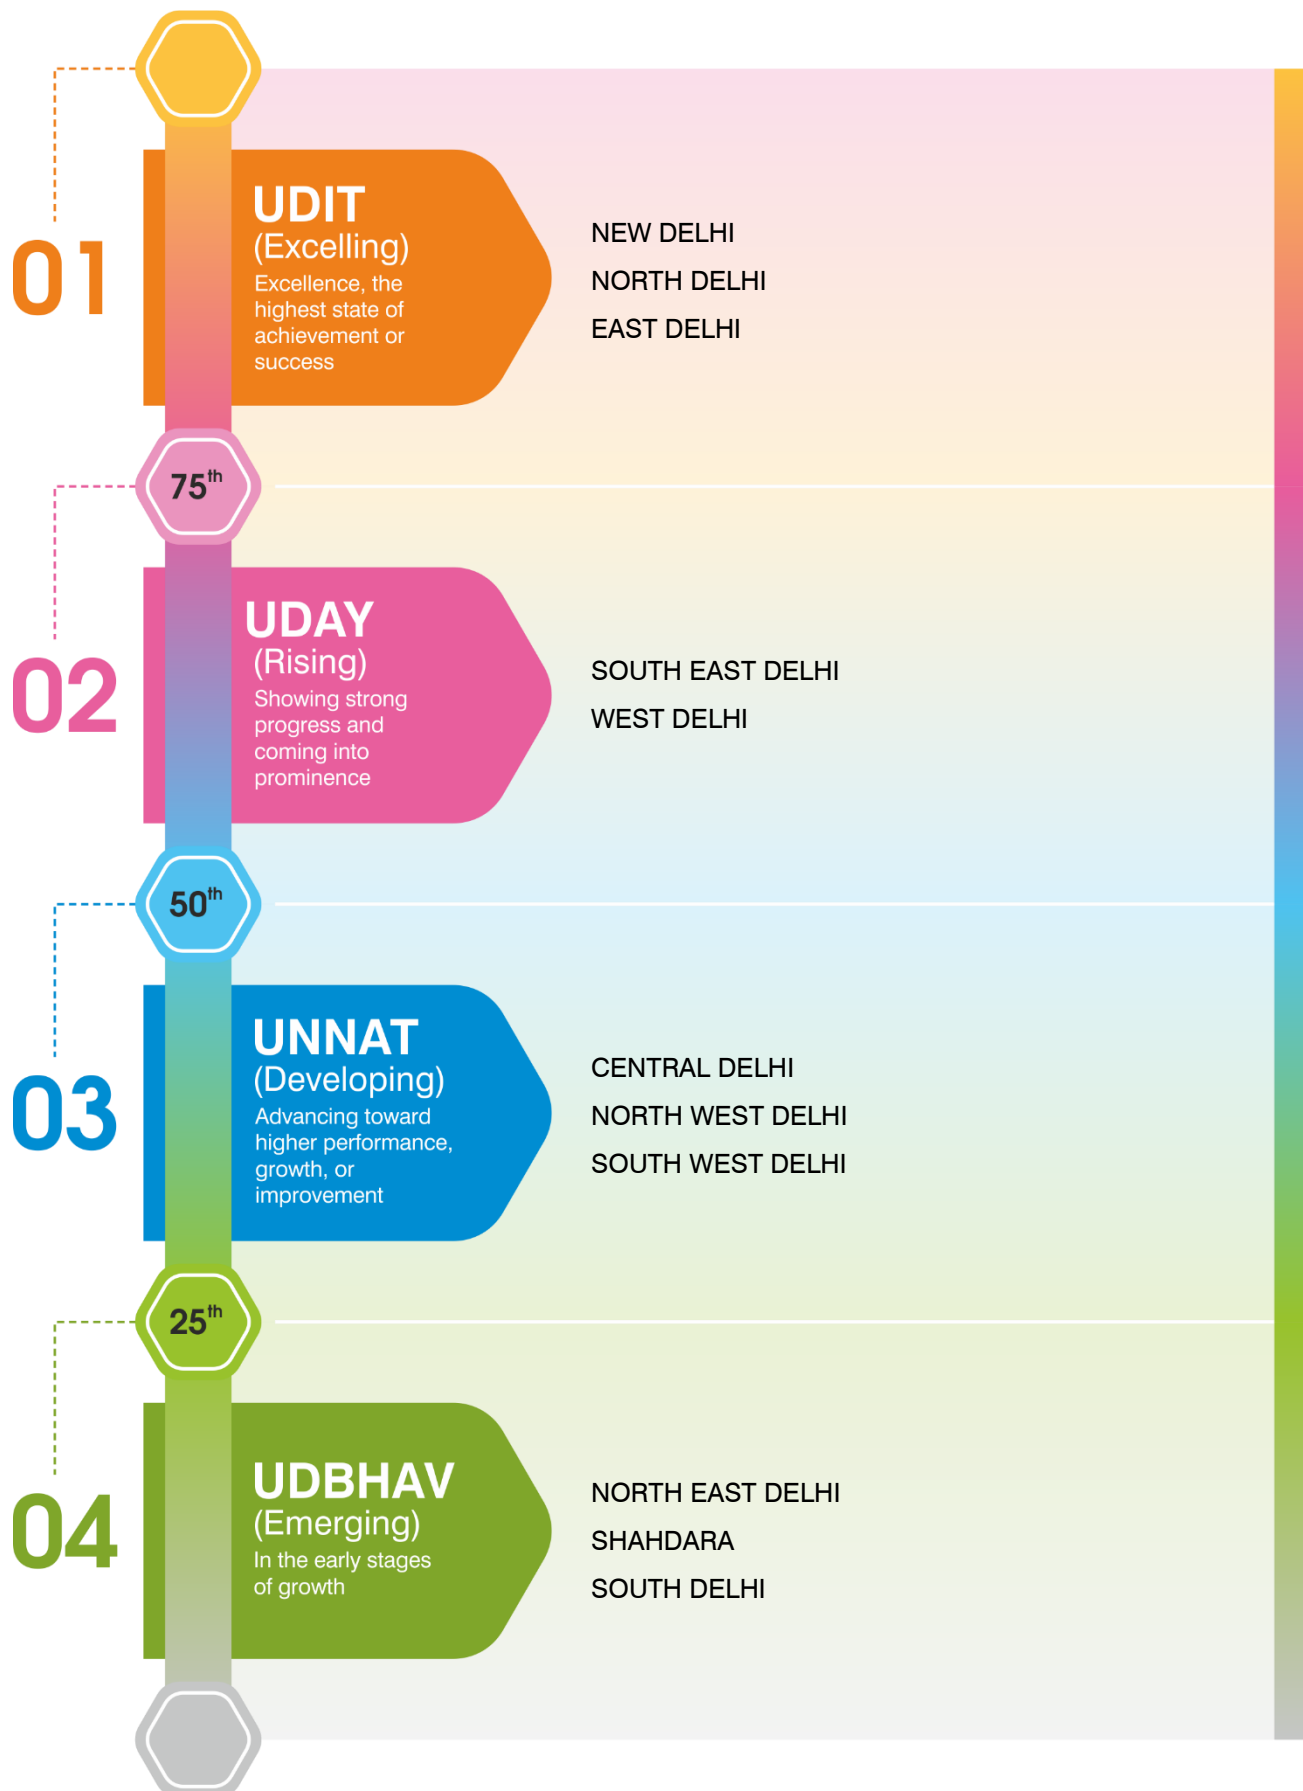 01
UDIT
(Excelling)
Excellence, the
highest state of
achievement or
success
NEW DELHI
NORTH DELHI
EAST DELHI
75th
02
UDAY
(Rising)
Showing strong
progress and
coming into
prominence
SOUTH EAST DELHI
WEST DELHI
50th
03
UNNAT
(Developing)
Advancing toward
higher performance,
growth, or
improvement
CENTRAL DELHI
NORTH WEST DELHI
SOUTH WEST DELHI
25th
04
UDBHAV
(Emerging)
In the early stages
of growth
NORTH EAST DELHI
SHAHDARA
SOUTH DELHI